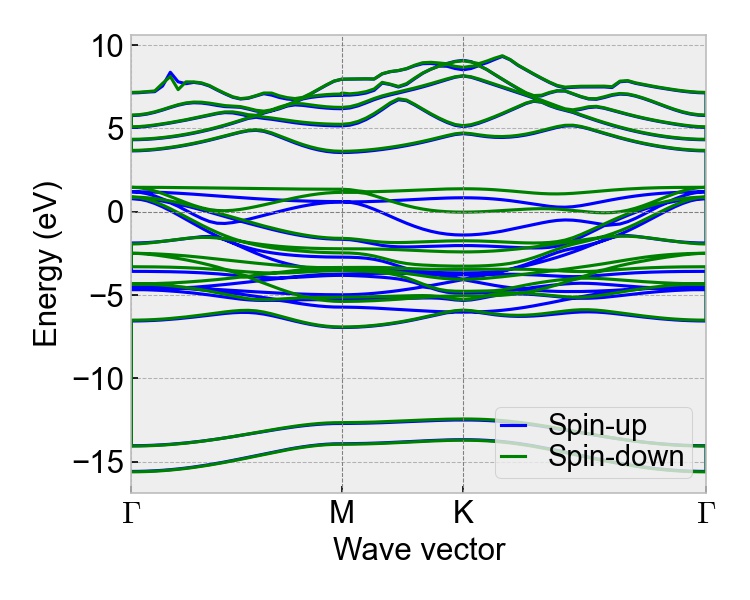 10
5
0
−5
−10
−15
Energy (eV)
Spin-up
Spin-down
Γ M K Γ
Wave vector